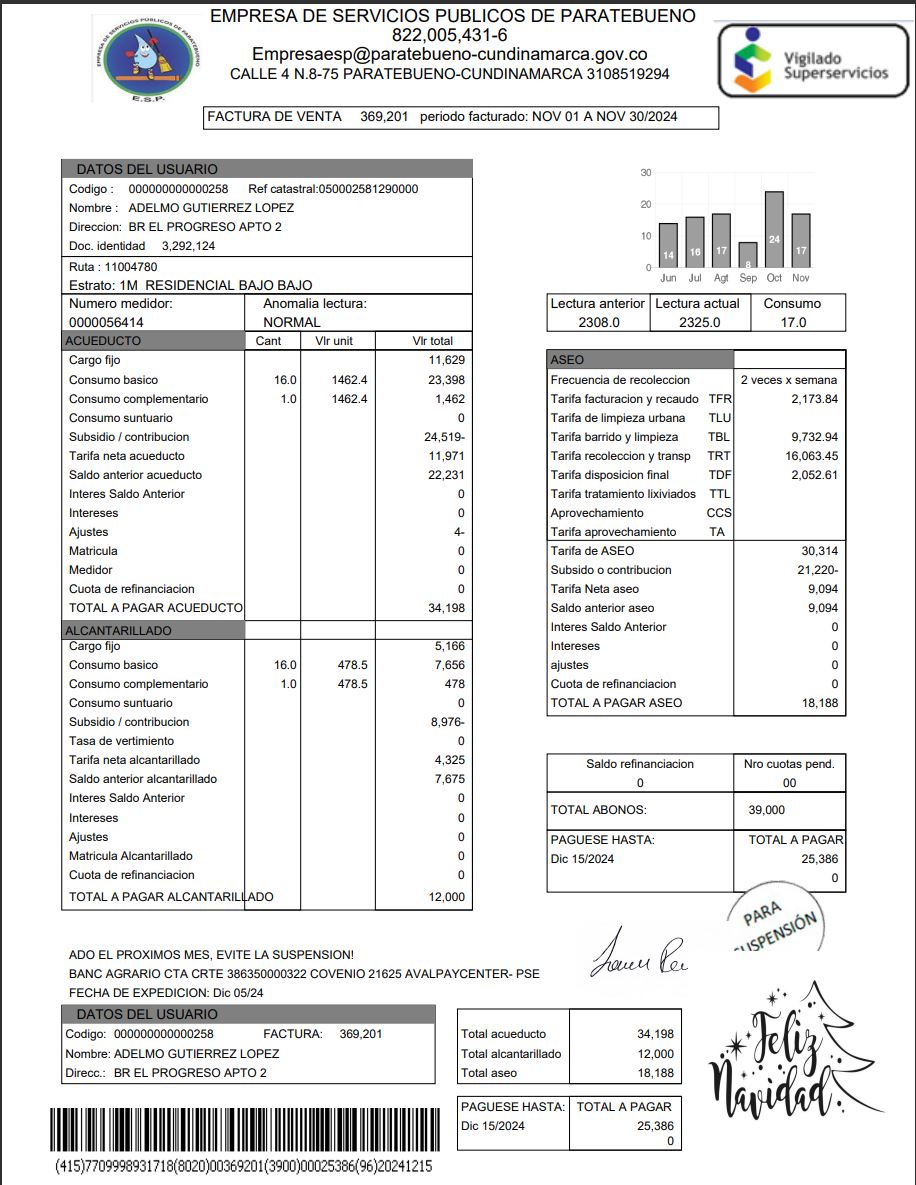 EMPRESA DE SERVICIOS PUBLICOS DE PARATEBUENO
822,005,431-6
Empresaesp@paratebueno-cundinamarca.gov.co
CALLE 4 N.8-75 PARATEBUENO-CUNDINAMARCA 3108519294
EMPRESA DE SERVICIOS PUBLICOS DE PARATEBUENO
E.S.P.
Vigilado
Superservicios
FACTURA DE VENTA 369,201 periodo facturado: NOV 01 A NOV 30/2024
DATOS DEL USUARIO
Codigo : 000000000000258 Ref catastral:050002581290000
Nombre : ADELMO GUTIERREZ LOPEZ
Direccion: BR EL PROGRESO APTO 2
Doc. identidad 3,292,124
Ruta : 11004780
Estrato: 1M RESIDENCIAL BAJO BAJO
Numero medidor: Anomalia lectura:
0000056414 NORMAL
ACUEDUCTO Cant Vlr unit Vlr total
Cargo fijo 11,629
Consumo basico 16.0 1462.4 23,398
Consumo complementario 1.0 1462.4 1,462
Consumo suntuario 0
Subsidio / contribucion 24,519-
Tarifa neta acueducto 11,971
Saldo anterior acueducto 22,231
Interes Saldo Anterior 0
Intereses 0
Ajustes 4-
Matricula 0
Medidor 0
Cuota de refinanciacion 0
TOTAL A PAGAR ACUEDUCTO 34,198
ALCANTARILLADO
Cargo fijo 5,166
Consumo basico 16.0 478.5 7,656
Consumo complementario 1.0 478.5 478
Consumo suntuario 0
Subsidio / contribucion 8,976-
Tasa de vertimiento 0
Tarifa neta alcantarillado 4,325
Saldo anterior alcantarillado 7,675
Interes Saldo Anterior 0
Intereses 0
Ajustes 0
Matricula Alcantarillado 0
Cuota de refinanciacion 0
TOTAL A PAGAR ALCANTARILLADO 12,000
30
20
10
0
14 16 17 8 24 17
Jun Jul Agt Sep Oct Nov
Lectura anterior Lectura actual Consumo
2308.0 2325.0 17.0
ASEO
Frecuencia de recoleccion 2 veces x semana
Tarifa facturacion y recaudo TFR 2,173.84
Tarifa de limpieza urbana TLU
Tarifa barrido y limpieza TBL 9,732.94
Tarifa recoleccion y transp TRT 16,063.45
Tarifa disposicion final TDF 2,052.61
Tarifa tratamiento lixiviados TTL
Aprovechamiento CCS
Tarifa aprovechamiento TA
Tarifa de ASEO 30,314
Subsido o contribucion 21,220-
Tarifa Neta aseo 9,094
Saldo anterior aseo 9,094
Interes Saldo Anterior 0
Intereses 0
ajustes 0
Cuota de refinanciacion 0
TOTAL A PAGAR ASEO 18,188
Saldo refinanciacion Nro cuotas pend.
0 00
TOTAL ABONOS: 39,000
PAGUESE HASTA: TOTAL A PAGAR
Dic 15/2024 25,386
0
PARA
USPENSIÓN
ADO EL PROXIMOS MES, EVITE LA SUSPENSION!
BANC AGRARIO CTA CRTE 386350000322 COVENIO 21625 AVALPAYCENTER- PSE
FECHA DE EXPEDICION: Dic 05/24
DATOS DEL USUARIO
Codigo: 000000000000258 FACTURA: 369,201
Nombre: ADELMO GUTIERREZ LOPEZ
Direcc.: BR EL PROGRESO APTO 2
Total acueducto 34,198
Total alcantarillado 12,000
Total aseo 18,188
PAGUESE HASTA: TOTAL A PAGAR
Dic 15/2024 25,386
0
Feliz
Navidad
(415)7709998931718(8020)00369201(3900)00025386(96)20241215